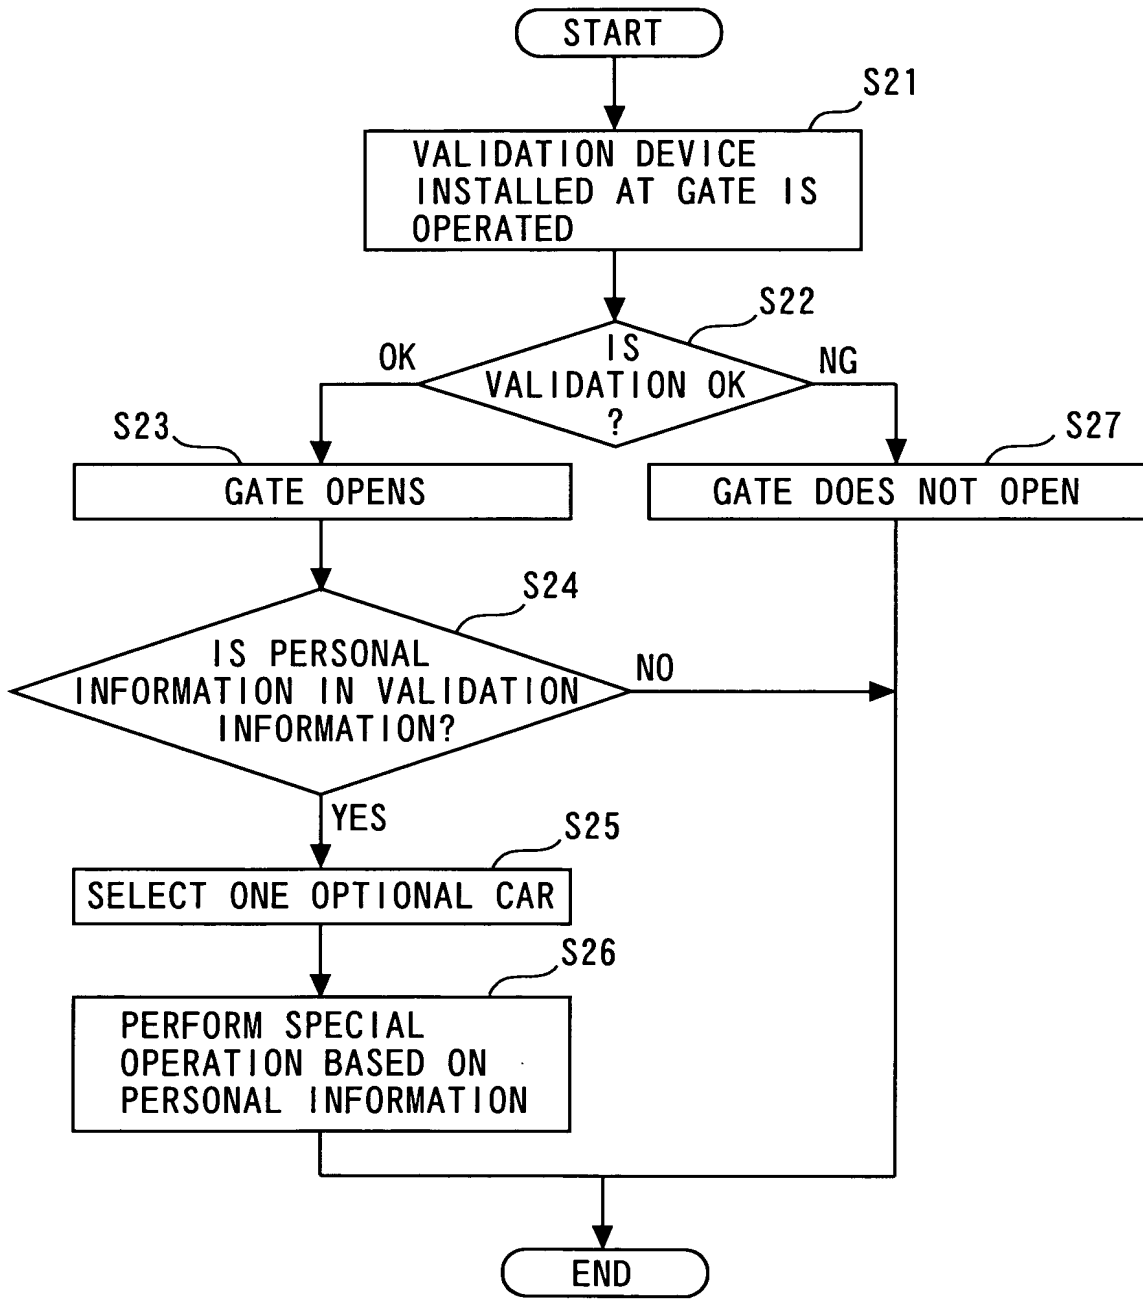 START
S21
VALIDATION DEVICE
INSTALLED AT GATE IS
OPERATED
S22
IS
VALIDATION OK
?
OK
NG
S23
S27
GATE OPENS
GATE DOES NOT OPEN
S24
IS PERSONAL
INFORMATION IN VALIDATION
INFORMATION?
NO
YES
S25
SELECT ONE OPTIONAL CAR
S26
PERFORM SPECIAL
OPERATION BASED ON
PERSONAL INFORMATION
END